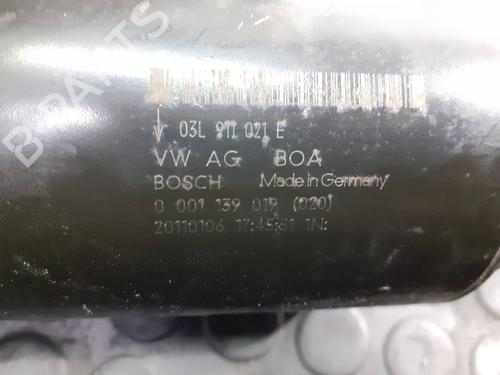 B-PARTS
03L 911 021 E
VW AG BOA
BOSCH Made in Germany
0 001 139 019 (020)
20110106 17:45:51 1N: